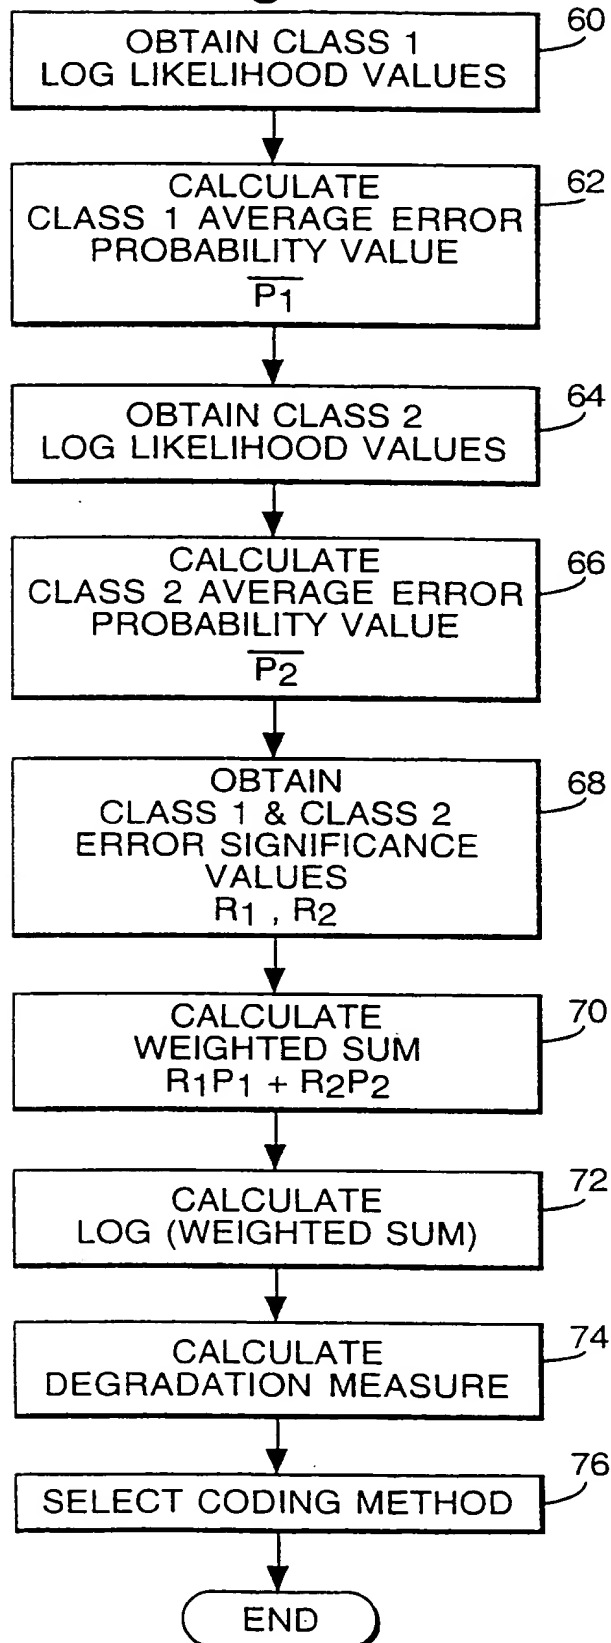 60
OBTAIN CLASS 1
LOG LIKELIHOOD VALUES
62
CALCULATE
CLASS 1 AVERAGE ERROR
PROBABILITY VALUE
P̅1
64
OBTAIN CLASS 2
LOG LIKELIHOOD VALUES
66
CALCULATE
CLASS 2 AVERAGE ERROR
PROBABILITY VALUE
P̅2
68
OBTAIN
CLASS 1 & CLASS 2
ERROR SIGNIFICANCE
VALUES
R1 , R2
70
CALCULATE
WEIGHTED SUM
R1P1 + R2P2
72
CALCULATE
LOG (WEIGHTED SUM)
74
CALCULATE
DEGRADATION MEASURE
76
SELECT CODING METHOD
END